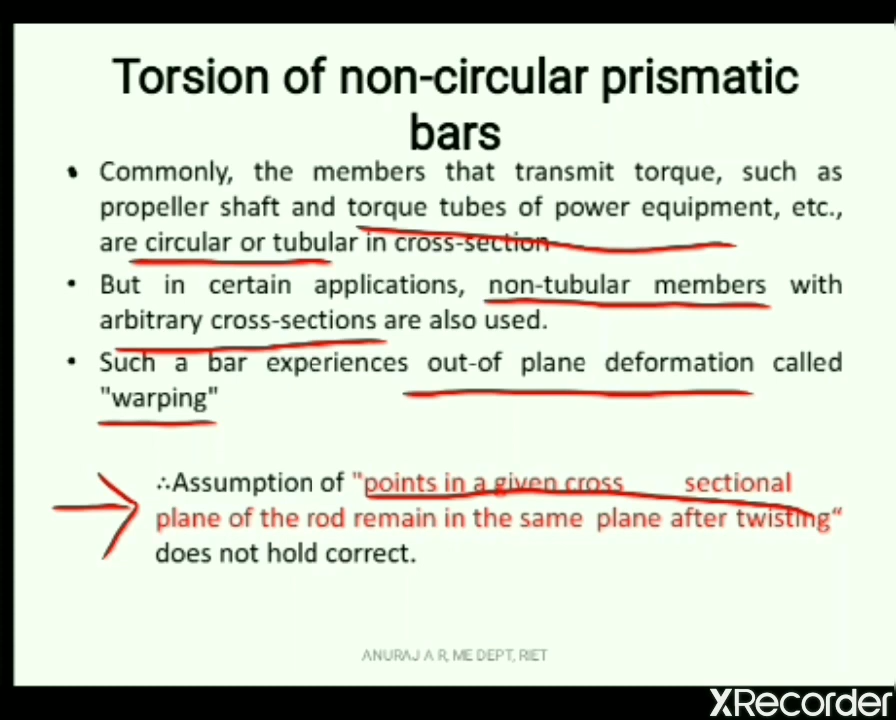 Torsion of non-circular prismatic
bars
• Commonly, the members that transmit torque, such as
propeller shaft and torque tubes of power equipment, etc.,
are circular or tubular in cross-section
• But in certain applications, non-tubular members with
arbitrary cross-sections are also used.
• Such a bar experiences out-of plane deformation called
"warping"
∴Assumption of "points in a given cross sectional
plane of the rod remain in the same plane after twisting“
does not hold correct.
ANURAJ A R, ME DEPT, RIET
XRecorder